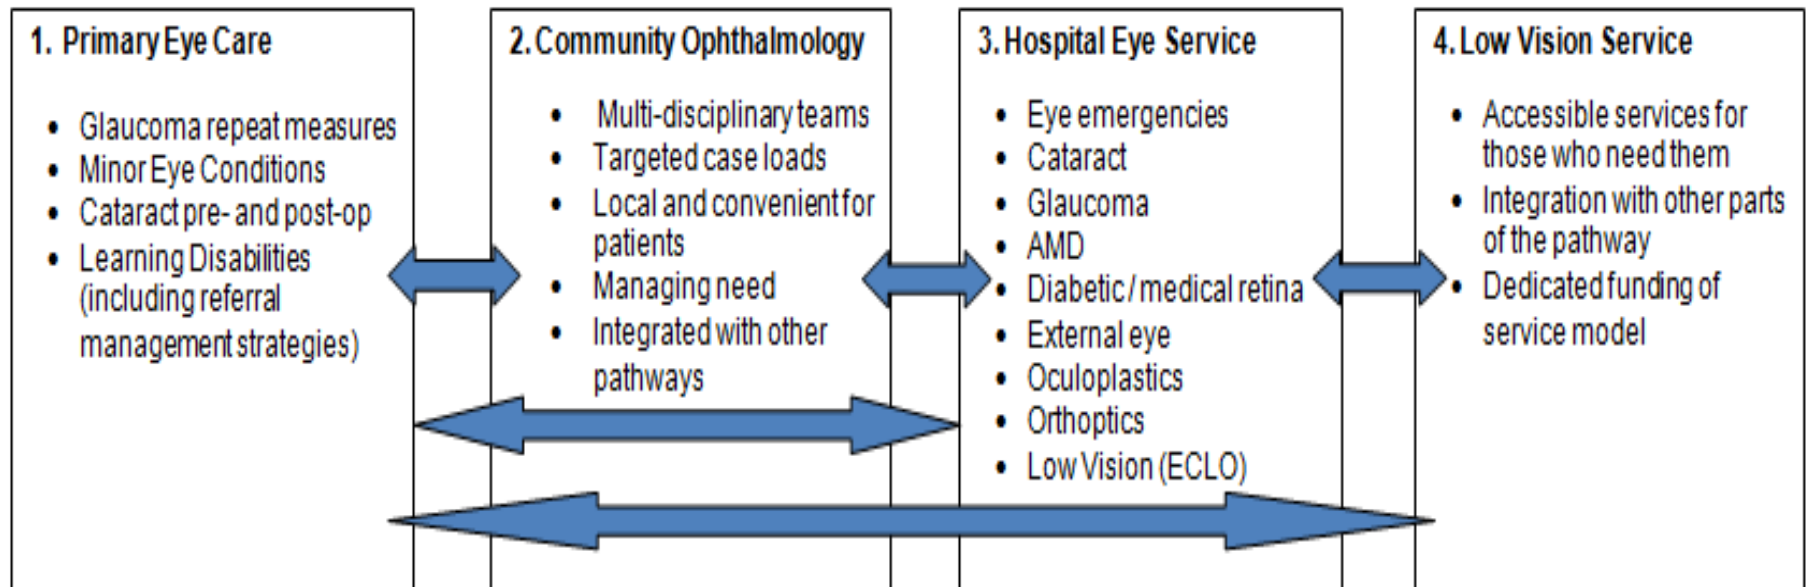 1. Primary Eye Care
• Glaucoma repeat measures
• Minor Eye Conditions
• Cataract pre- and post-op
• Learning Disabilities
(including referral
management strategies)
2. Community Ophthalmology
• Multi-disciplinary teams
• Targeted case loads
• Local and convenient for
patients
• Managing need
• Integrated with other
pathways
3. Hospital Eye Service
• Eye emergencies
• Cataract
• Glaucoma
• AMD
• Diabetic / medical retina
• External eye
• Oculoplastics
• Orthoptics
• Low Vision (ECLO)
4. Low Vision Service
• Accessible services for
those who need them
• Integration with other parts
of the pathway
• Dedicated funding of
service model